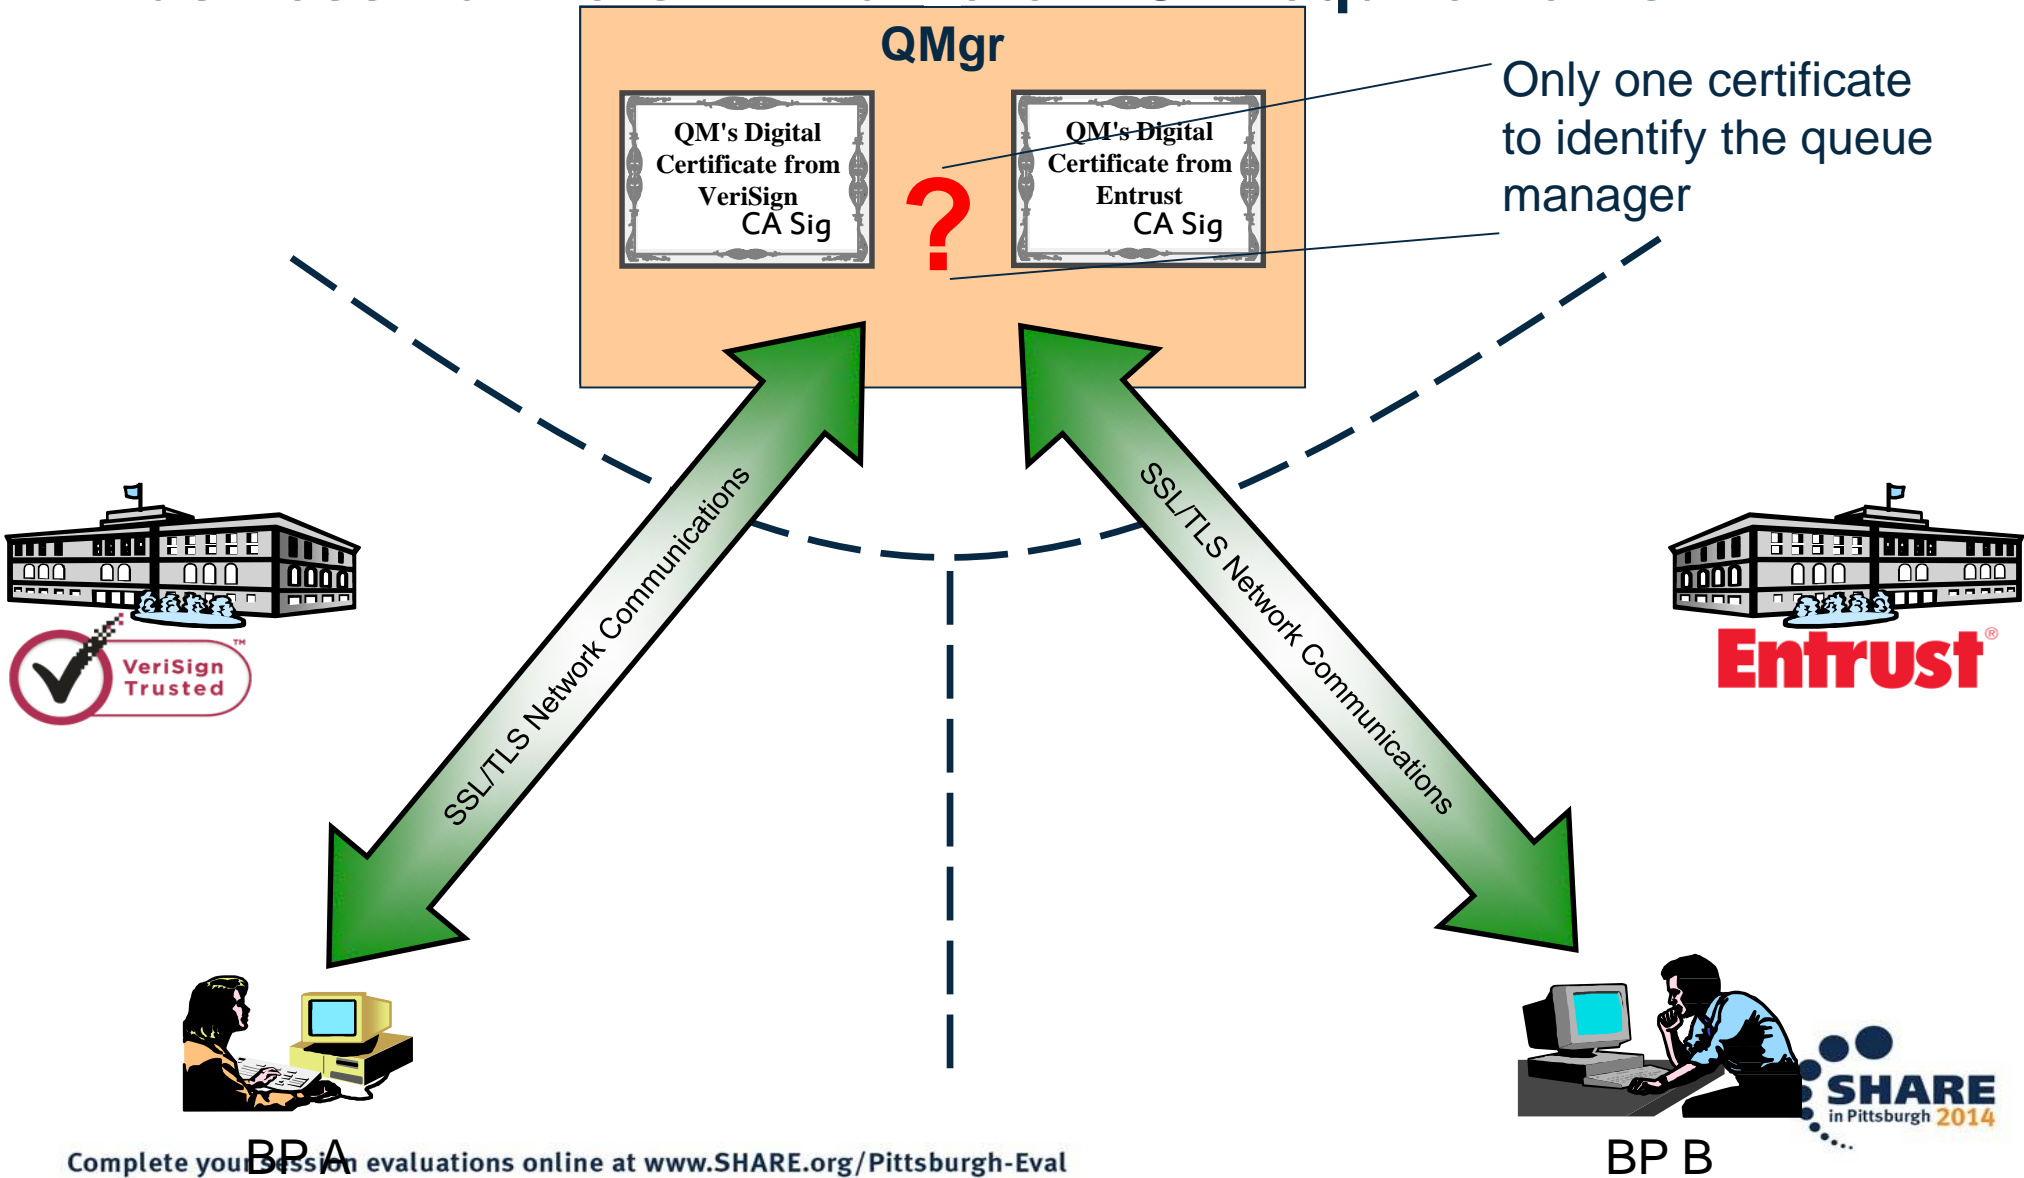 QMgr
QM's Digital
Certificate from
VeriSign
CA Sig
?
QM's Digital
Certificate from
Entrust
CA Sig
Only one certificate
to identify the queue
manager
SSL/TLS Network Communications
SSL/TLS Network Communications
VeriSign
Trusted
TM
Entrust®
BP A
BP B
SHARE
in Pittsburgh 2014
Complete your session evaluations online at www.SHARE.org/Pittsburgh-Eval